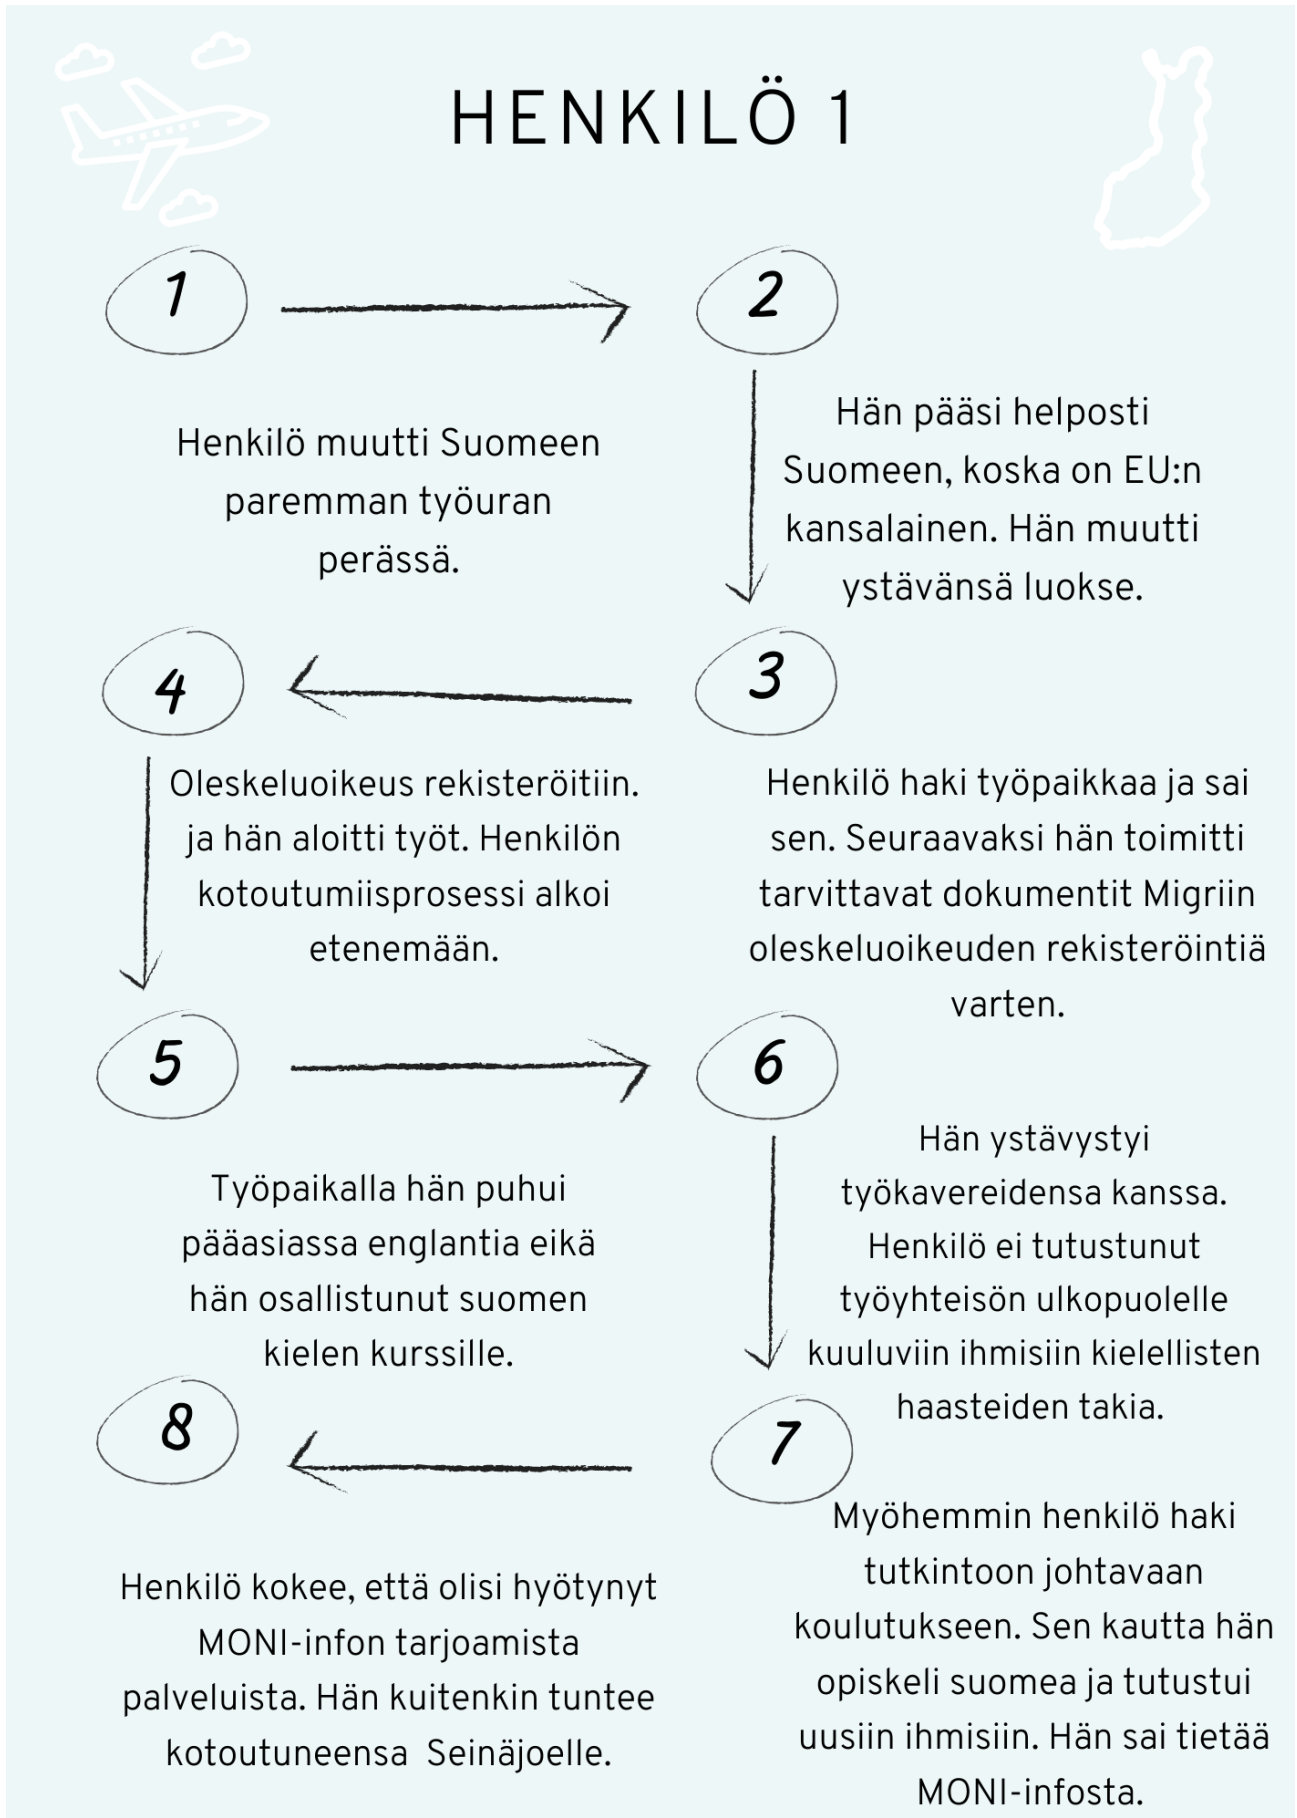 HENKILÖ 1
1
Henkilö muutti Suomeen
paremman työuran
perässä.
2
Hän pääsi helposti
Suomeen, koska on EU:n
kansalainen. Hän muutti
ystävänsä luokse.
3
Henkilö haki työpaikkaa ja sai
sen. Seuraavaksi hän toimitti
tarvittavat dokumentit Migriin
oleskeluoikeuden rekisteröintiä
varten.
4
Oleskeluoikeus rekisteröitiin.
ja hän aloitti työt. Henkilön
kotoutumiisprosessi alkoi
etenemään.
5
Työpaikalla hän puhui
pääasiassa englantia eikä
hän osallistunut suomen
kielen kurssille.
6
Hän ystävystyi
työkavereidensa kanssa.
Henkilö ei tutustunut
työyhteisön ulkopuolelle
kuuluviin ihmisiin kielellisten
haasteiden takia.
7
Myöhemmin henkilö haki
tutkintoon johtavaan
koulutukseen. Sen kautta hän
opiskeli suomea ja tutustui
uusiin ihmisiin. Hän sai tietää
MONI-infosta.
8
Henkilö kokee, että olisi hyötynyt
MONI-infon tarjoamista
palveluista. Hän kuitenkin tuntee
kotoutuneensa  Seinäjoelle.